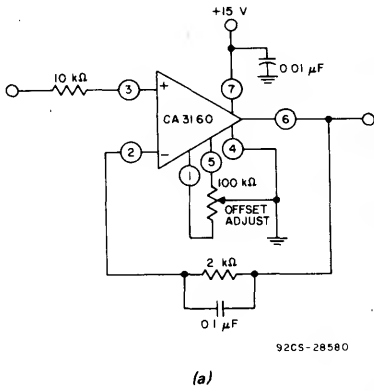 +15 V
0.01 µF
10 kΩ
3
+
7
CA3160
6
2
−
4
5
1
100 kΩ
OFFSET
ADJUST
2 kΩ
0.1 µF
92CS-28580
(a)